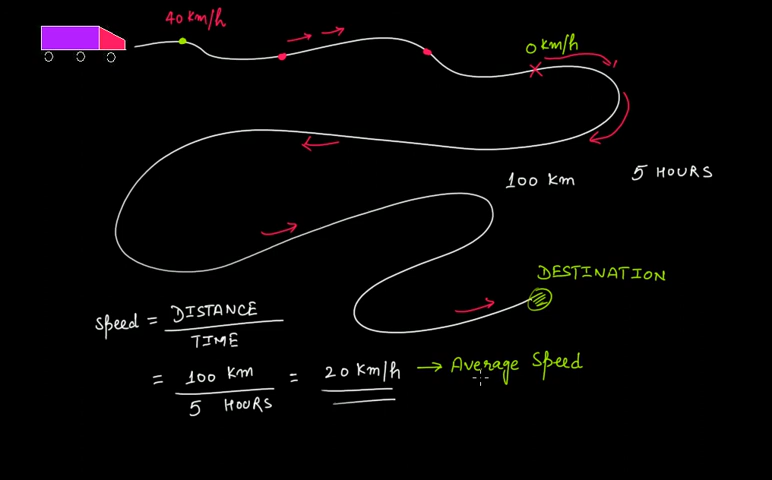 40 Km/h
0 Km/h
100 Km
5 HOURS
DESTINATION
Speed = DISTANCE
TIME
= 100 Km = 20 Km/h → Average Speed
5 HOURS